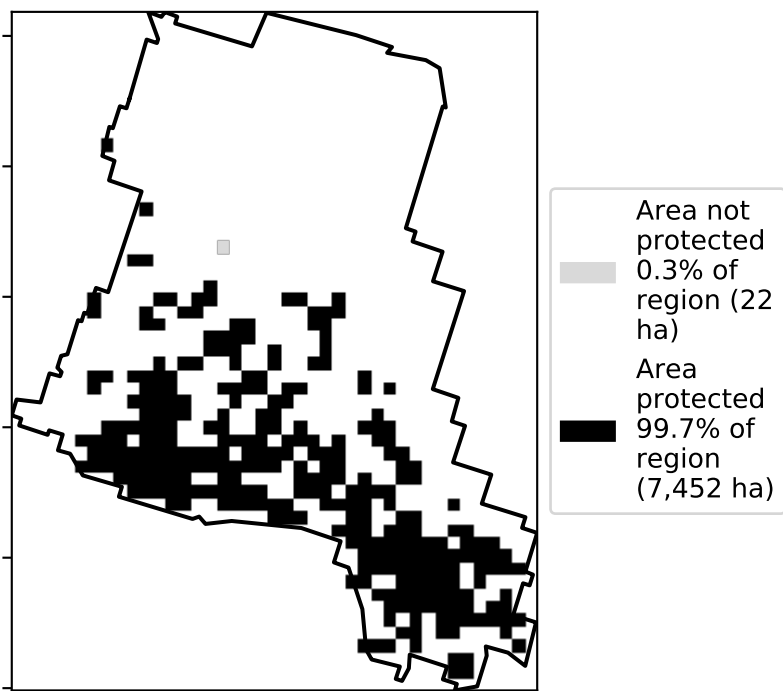 Area not
protected
0.3% of
region (22
ha)
Area
protected
99.7% of
region
(7,452 ha)